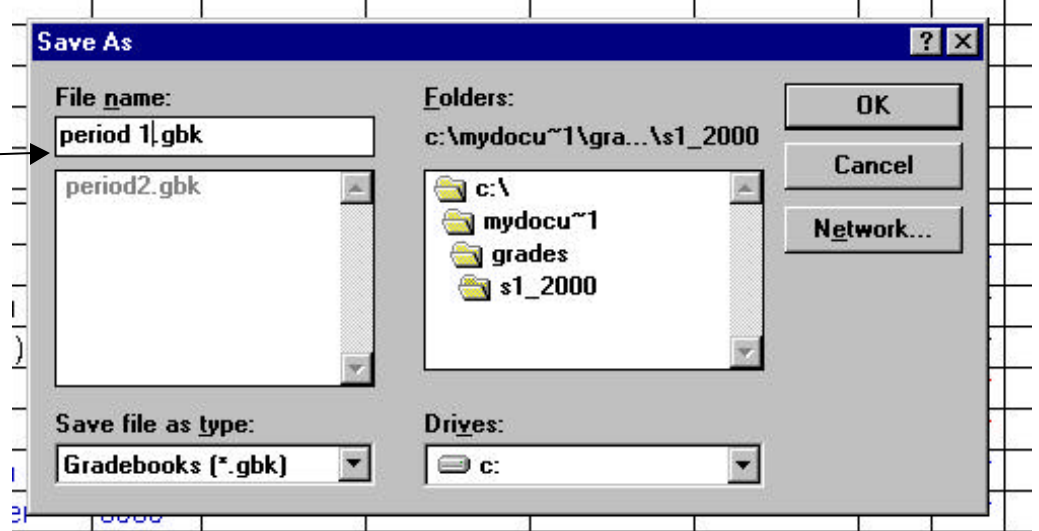 Save As
File name:
period 1.gbk
period2.gbk
Save file as type:
Gradebooks (*.gbk)
Folders:
c:\mydocu~1\gra...\s1_2000
c:\
mydocu~1
grades
s1_2000
Drives:
c:
OK
Cancel
Network...